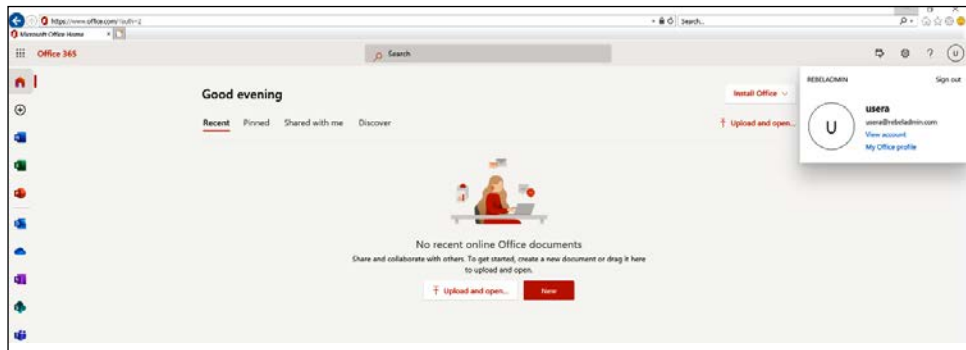 https://www.office.com/?auth=2
Search...
Microsoft Office Home
Office 365
Search
REBELADMIN
Sign out
Good evening
Install Office
usera
U
usera@rebeladmin.com
Recent Pinned Shared with me Discover
Upload and open...
View account
My Office profile
No recent online Office documents
Share and collaborate with others. To get started, create a new document or drag it here
to upload and open.
Upload and open...
New